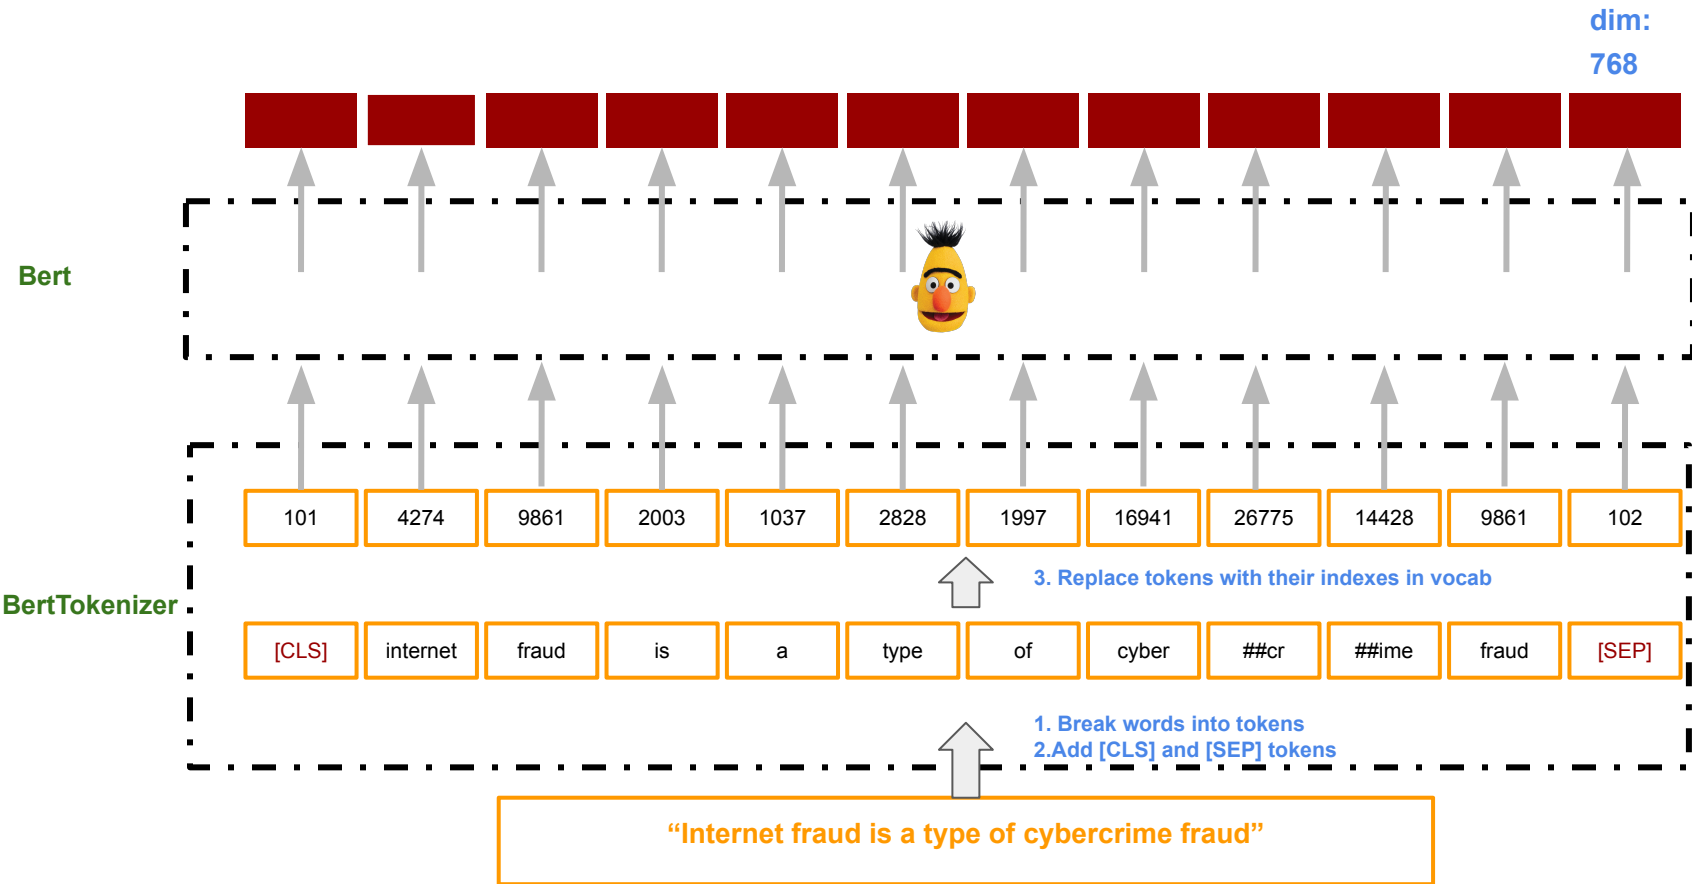 dim:
768
Bert
101 4274 9861 2003 1037 2828 1997 16941 26775 14428 9861 102
3. Replace tokens with their indexes in vocab
BertTokenizer
[CLS] internet fraud is a type of cyber ##cr ##ime fraud [SEP]
1. Break words into tokens
2.Add [CLS] and [SEP] tokens
“Internet fraud is a type of cybercrime fraud”